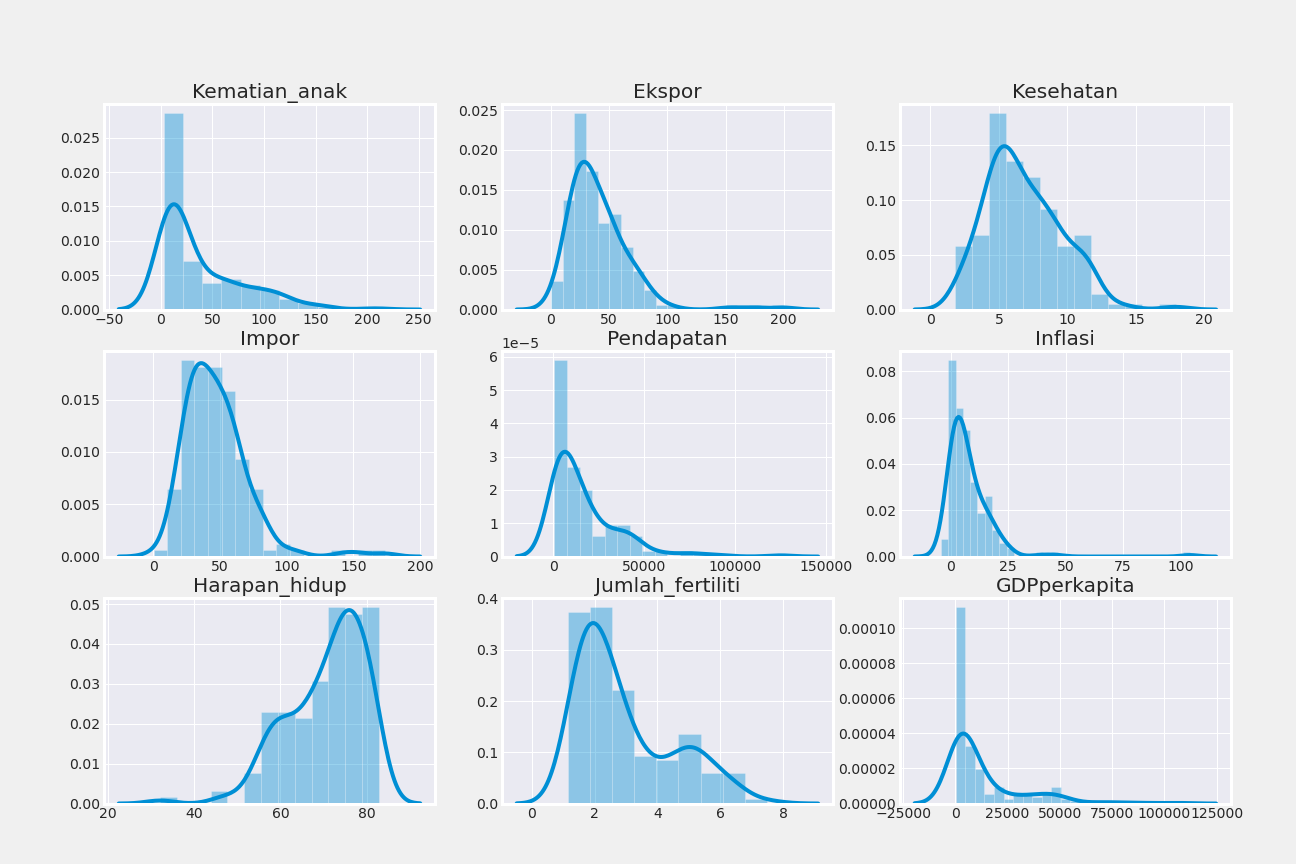 Kematian_anak
0.025
0.020
0.015
0.010
0.005
0.000
−50 0 50 100 150 200 250
Ekspor
0.025
0.020
0.015
0.010
0.005
0.000
0 50 100 150 200
Kesehatan
0.15
0.10
0.05
0.00
0 5 10 15 20
Impor
0.015
0.010
0.005
0.000
0 50 100 150 200
Pendapatan
1e−5
6
5
4
3
2
1
0
0 50000 100000 150000
Inflasi
0.08
0.06
0.04
0.02
0.00
0 25 50 75 100
Harapan_hidup
0.05
0.04
0.03
0.02
0.01
0.00
20 40 60 80
Jumlah_fertiliti
0.4
0.3
0.2
0.1
0.0
0 2 4 6 8
GDPperkapita
0.00010
0.00008
0.00006
0.00004
0.00002
0.00000
−25000 0 25000 50000 75000 100000 125000